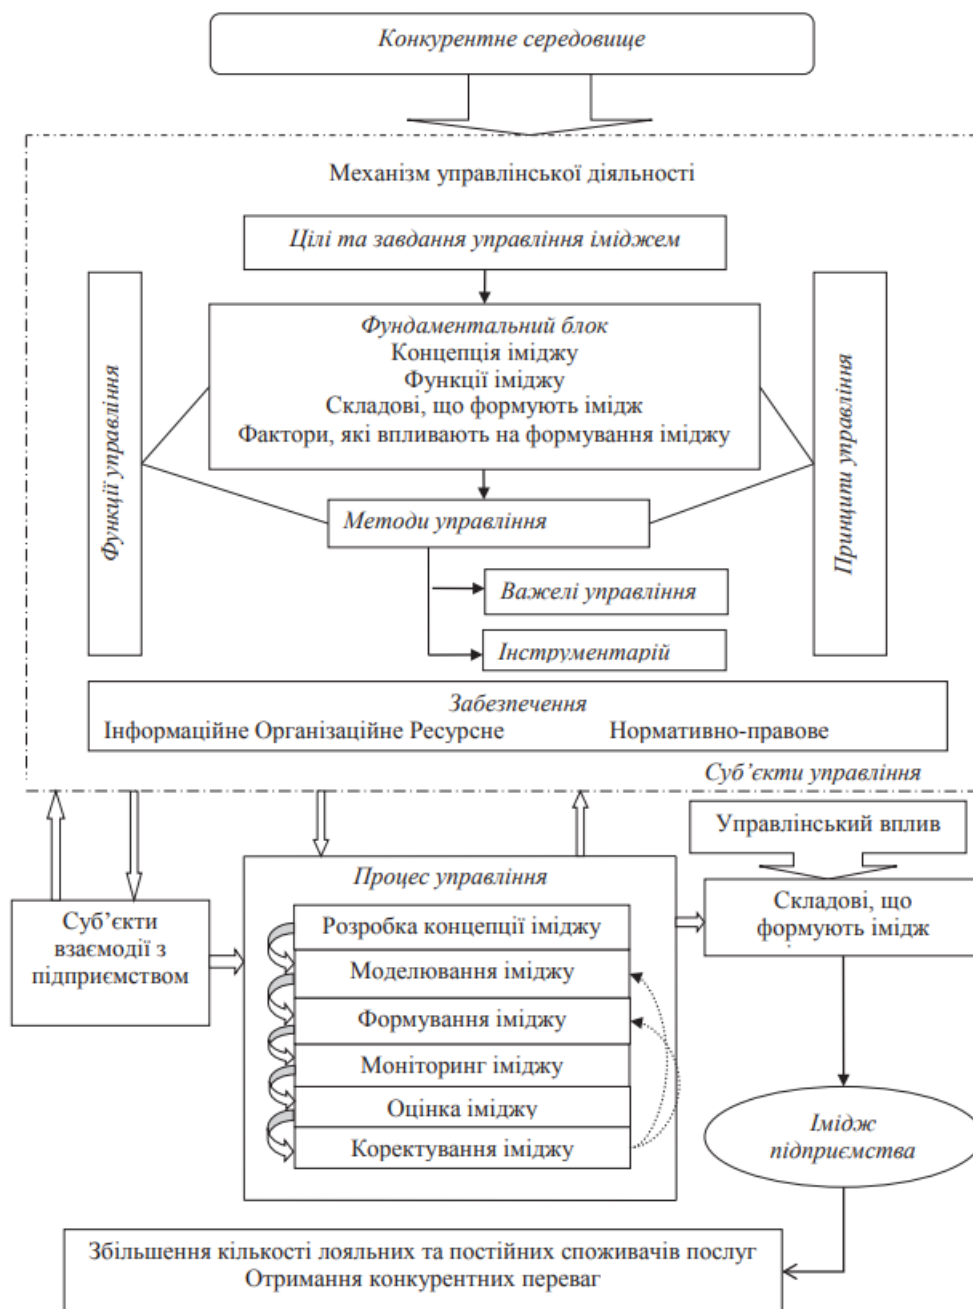 Конкурентне середовище
Механізм управлінської діяльності
Цілі та завдання управління іміджем
Функції управління
Фундаментальний блок
Концепція іміджу
Функції іміджу
Складові, що формують імідж
Фактори, які впливають на формування іміджу
Принципи управління
Методи управління
Важелі управління
Інструментарій
Забезпечення
Інформаційне Організаційне Ресурсне Нормативно-правове
Суб’єкти управління
Управлінський вплив
Суб’єкти
взаємодії з
підприємством
Процес управління
Розробка концепції іміджу
Моделювання іміджу
Формування іміджу
Моніторинг іміджу
Оцінка іміджу
Коректування іміджу
Складові, що
формують імідж
Імідж
підприємства
Збільшення кількості лояльних та постійних споживачів послуг
Отримання конкурентних переваг